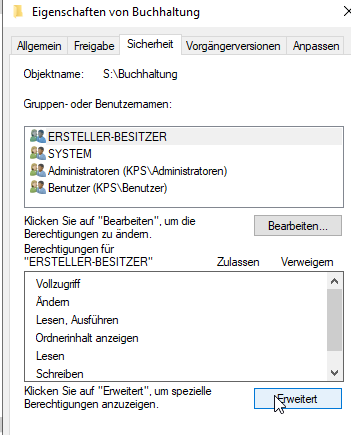 Eigenschaften von Buchhaltung
Allgemein Freigabe Sicherheit Vorgängerversionen Anpassen
Objektname: S:\Buchhaltung
Gruppen- oder Benutzernamen:
ERSTELLER-BESITZER
SYSTEM
Administratoren (KPS\Administratoren)
Benutzer (KPS\Benutzer)
Klicken Sie auf "Bearbeiten", um die
Berechtigungen zu ändern.
Bearbeiten...
Berechtigungen für
"ERSTELLER-BESITZER" Zulassen Verweigern
Vollzugriff
Ändern
Lesen, Ausführen
Ordnerinhalt anzeigen
Lesen
Schreiben
Klicken Sie auf "Erweitert", um spezielle
Berechtigungen anzuzeigen.
Erweitert